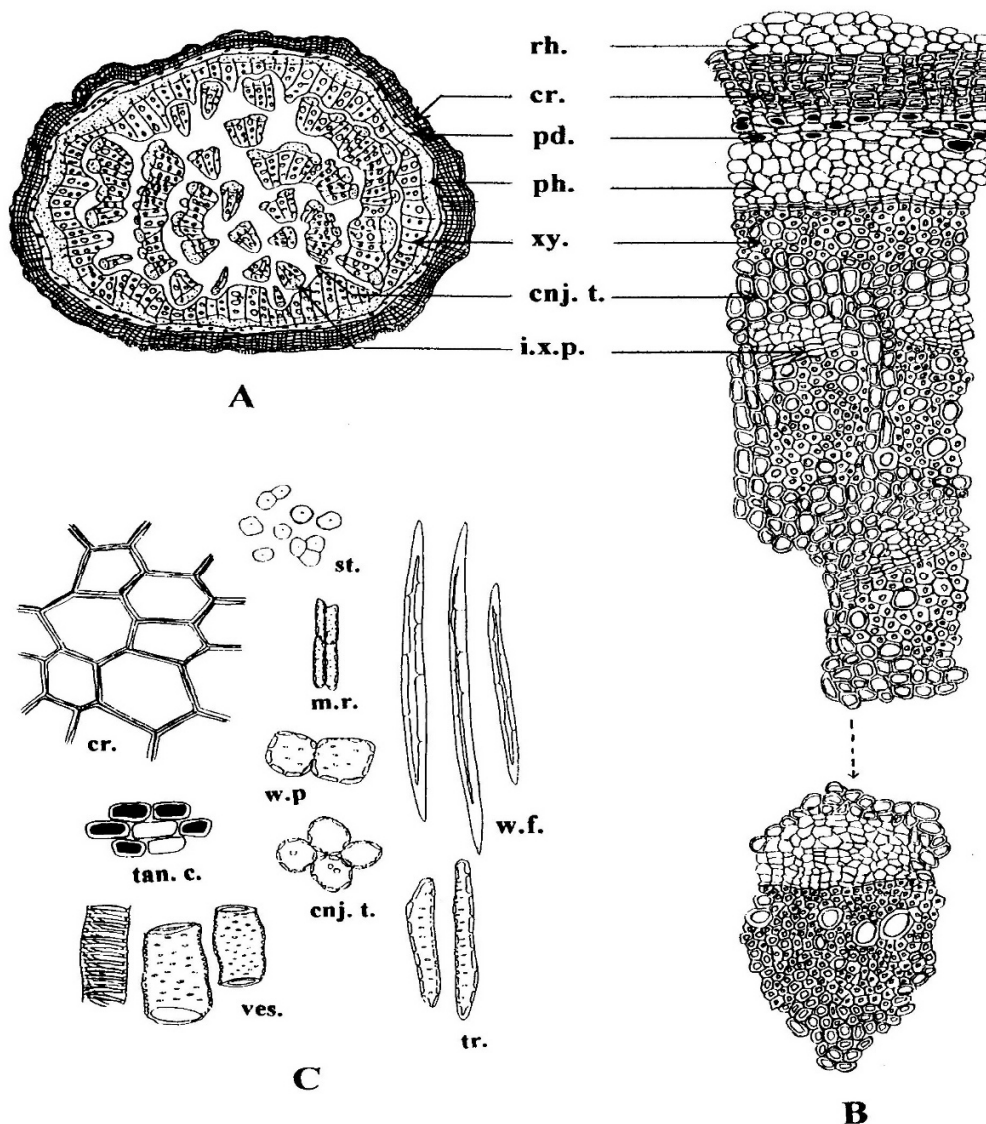 rh.
cr.
pd.
ph.
xy.
cnj. t.
i.x.p.
A
st.
m.r.
cr.
w.p
w.f.
tan. c.
cnj. t.
ves.
tr.
C
B